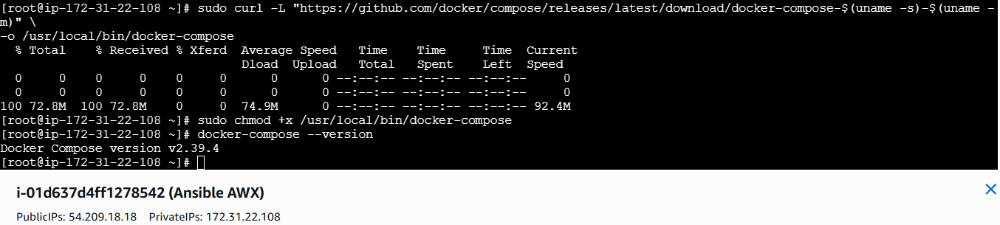 [root@ip-172-31-22-108 ~]# sudo curl -L "https://github.com/docker/compose/releases/latest/download/docker-compose-$(uname -s)-$(uname -
m)" \
-o /usr/local/bin/docker-compose
  % Total    % Received % Xferd  Average Speed   Time    Time     Time  Current
                                 Dload  Upload   Total   Spent    Left  Speed
  0     0    0     0    0     0      0      0 --:--:-- --:--:-- --:--:--     0
  0     0    0     0    0     0      0      0 --:--:-- --:--:-- --:--:--     0
100 72.8M  100 72.8M    0     0  74.9M      0 --:--:-- --:--:-- --:--:-- 92.4M
[root@ip-172-31-22-108 ~]# sudo chmod +x /usr/local/bin/docker-compose
[root@ip-172-31-22-108 ~]# docker-compose --version
Docker Compose version v2.39.4
[root@ip-172-31-22-108 ~]#
i-01d637d4ff1278542 (Ansible AWX)
PublicIPs: 54.209.18.18 PrivateIPs: 172.31.22.108